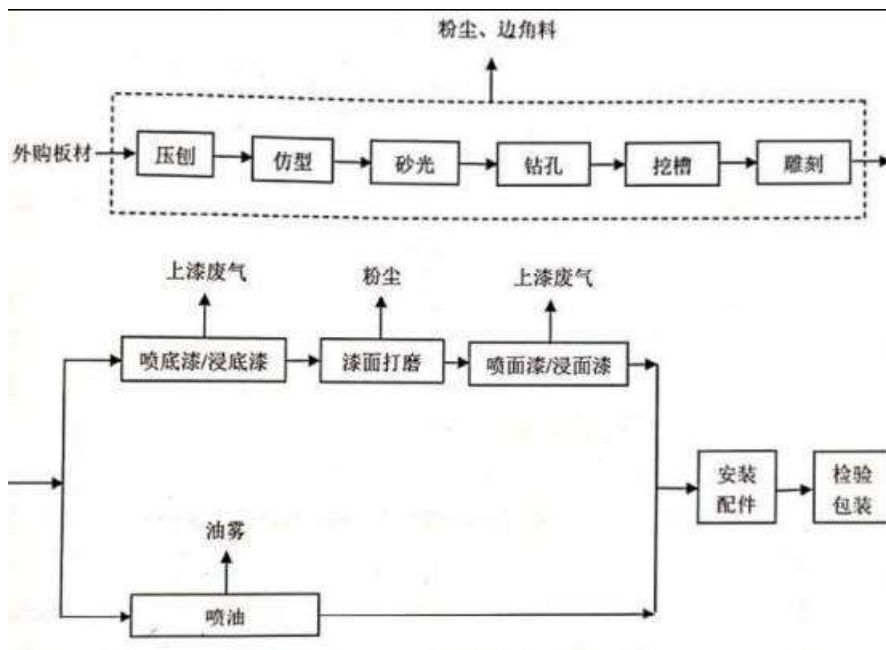 粉尘、边角料
外购板材
压刨
仿型
砂光
钻孔
挖槽
雕刻
上漆废气
粉尘
上漆废气
喷底漆/浸底漆
漆面打磨
喷面漆/浸面漆
安装
配件
检验
包装
油雾
喷油